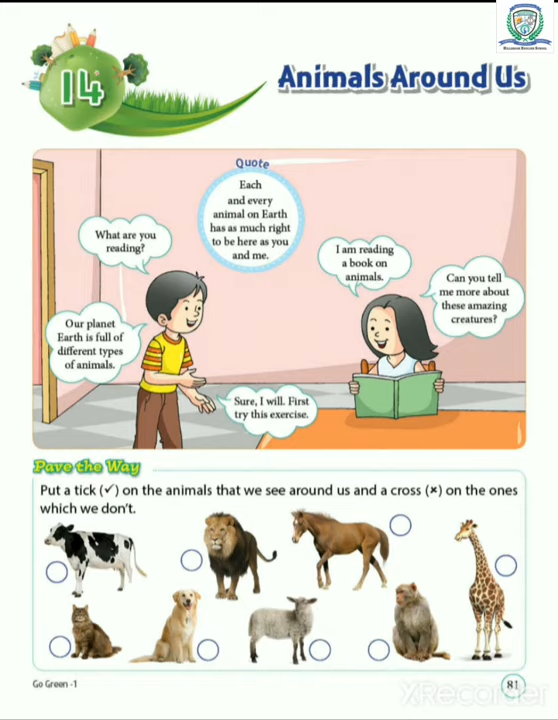 14
Animals Around Us
Quote
Each
and every
animal on Earth
has as much right
to be here as you
and me.
What are you
reading?
I am reading
a book on
animals.
Our planet
Earth is full of
different types
of animals.
Can you tell
me more about
these amazing
creatures?
Sure, I will. First
try this exercise.
Pave the Way
Put a tick (✓) on the animals that we see around us and a cross (×) on the ones
which we don't.
Go Green -1
81
XRecorder